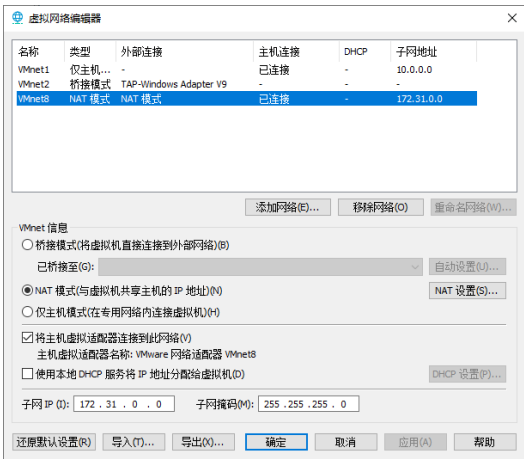 虚拟网络编辑器
名称 类型 外部连接 主机连接 DHCP 子网地址
VMnet1 仅主机... - 已连接 - 10.0.0.0
VMnet2 桥接模式 TAP-Windows Adapter V9 - - -
VMnet8 NAT 模式 NAT 模式 已连接 - 172.31.0.0
添加网络(E)... 移除网络(O) 重命名网络(W)...
VMnet 信息
桥接模式(将虚拟机直接连接到外部网络)(B)
已桥接至(G): 自动设置(U)...
NAT 模式(与虚拟机共享主机的 IP 地址)(N) NAT 设置(S)...
仅主机模式(在专用网络内连接虚拟机)(H)
将主机虚拟适配器连接到此网络(V)
主机虚拟适配器名称: VMware 网络适配器 VMnet8
使用本地 DHCP 服务将 IP 地址分配给虚拟机(D) DHCP 设置(P)...
子网 IP (I): 172 . 31 . 0 . 0 子网掩码(M): 255 . 255 . 255 . 0
还原默认设置(R) 导入(T)... 导出(X)... 确定 取消 应用(A) 帮助